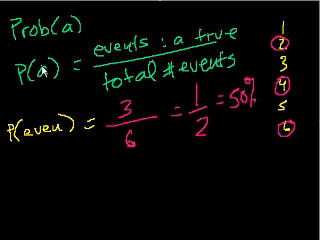 Prob(a)
P(a) = events : a true / total # events
P(even) = 3/6 = 1/2 = 50%
1
2
3
4
5
6